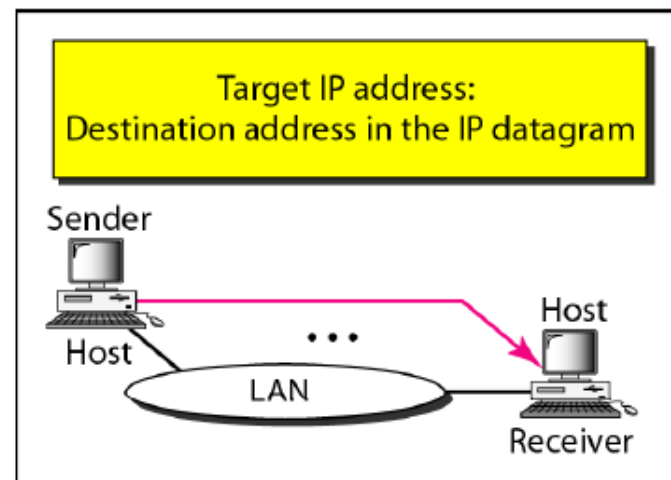 Target IP address:
Destination address in the IP datagram
Sender
Host
Host
LAN
Receiver